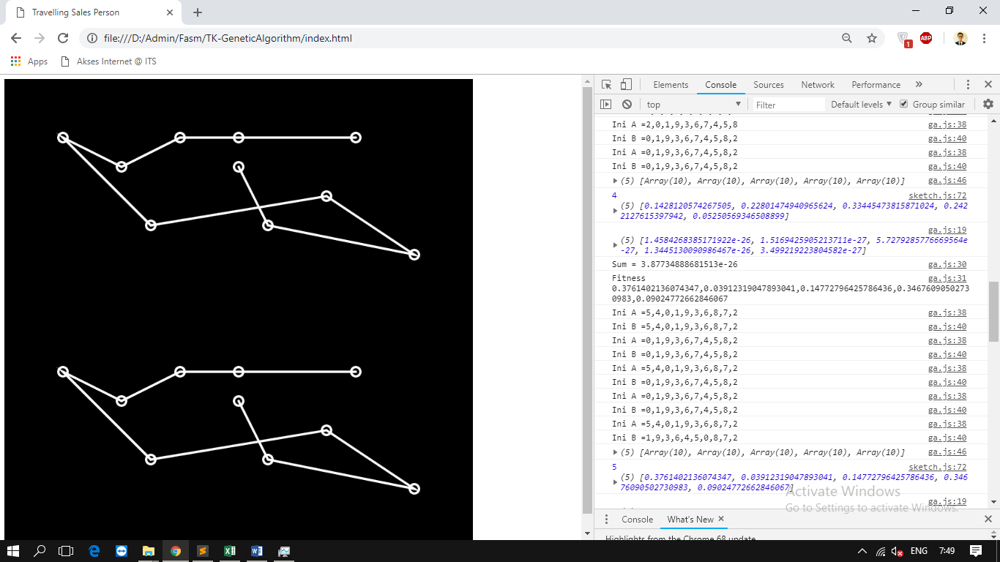 Travelling Sales Person
file:///D:/Admin/Fasm/TK-GeneticAlgorithm/index.html
1
ABP
Apps
Akses Internet @ ITS
Elements Console Sources Network Performance »
top
Filter
Default levels
Group similar
Ini A =2,0,1,9,3,6,7,4,5,8 ga.js:38
Ini B =0,1,9,3,6,7,4,5,8,2 ga.js:40
Ini A =0,1,9,3,6,7,4,5,8,2 ga.js:38
Ini B =0,1,9,3,6,7,4,5,8,2 ga.js:40
(5) [Array(10), Array(10), Array(10), Array(10), Array(10)] ga.js:46
4 sketch.js:72
(5) [0.1428120574267505, 0.22801474940965624, 0.33445473815871024, 0.242
2127615397942, 0.05250569346508899]
ga.js:19
(5) [1.4584268385171922e-26, 1.5169425905213711e-27, 5.7279285776669564e
-27, 1.3445130090986467e-26, 3.499219223804582e-27]
Sum = 3.87734888681513e-26 ga.js:30
Fitness ga.js:31
0.3761402136074347,0.03912319047893041,0.14772796425786436,0.3467609050273
0983,0.09024772662846067
Ini A =5,4,0,1,9,3,6,8,7,2 ga.js:38
Ini B =5,4,0,1,9,3,6,8,7,2 ga.js:40
Ini A =0,1,9,3,6,7,4,5,8,2 ga.js:38
Ini B =0,1,9,3,6,7,4,5,8,2 ga.js:40
Ini A =5,4,0,1,9,3,6,8,7,2 ga.js:38
Ini B =0,1,9,3,6,7,4,5,8,2 ga.js:40
Ini A =0,1,9,3,6,7,4,5,8,2 ga.js:38
Ini B =0,1,9,3,6,7,4,5,8,2 ga.js:40
Ini A =5,4,0,1,9,3,6,8,7,2 ga.js:38
Ini B =1,9,3,6,4,5,0,8,7,2 ga.js:40
(5) [Array(10), Array(10), Array(10), Array(10), Array(10)] ga.js:46
5 sketch.js:72
(5) [0.3761402136074347, 0.03912319047893041, 0.14772796425786436, 0.346
76090502730983, 0.09024772662846067]
ga.js:19
Activate Windows
Go to Settings to activate Windows.
Console What's New
Highlights from the Chrome 68 update
ENG 7:49